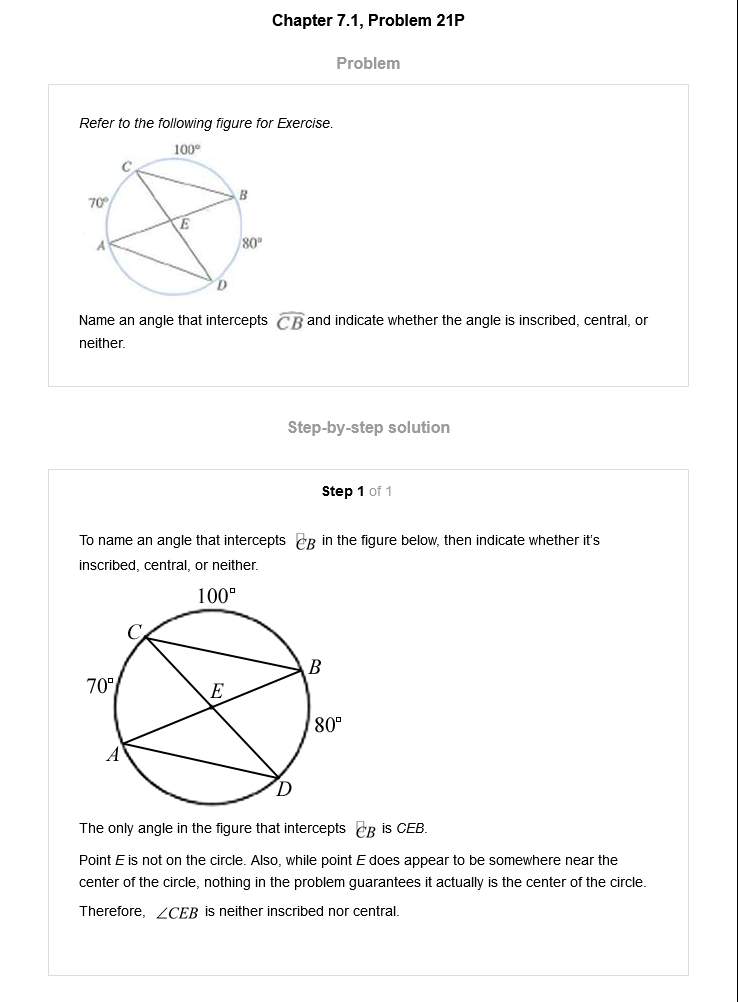 Chapter 7.1, Problem 21P
Problem
Refer to the following figure for Exercise.
100°
C
B
70°
E
A
80°
D
Name an angle that intercepts CB and indicate whether the angle is inscribed, central, or
neither.
Step-by-step solution
Step 1 of 1
To name an angle that intercepts CB in the figure below, then indicate whether it's
inscribed, central, or neither.
100°
C
B
70°
E
80°
A
D
The only angle in the figure that intercepts CB is CEB.
Point E is not on the circle. Also, while point E does appear to be somewhere near the
center of the circle, nothing in the problem guarantees it actually is the center of the circle.
Therefore, ∠CEB is neither inscribed nor central.